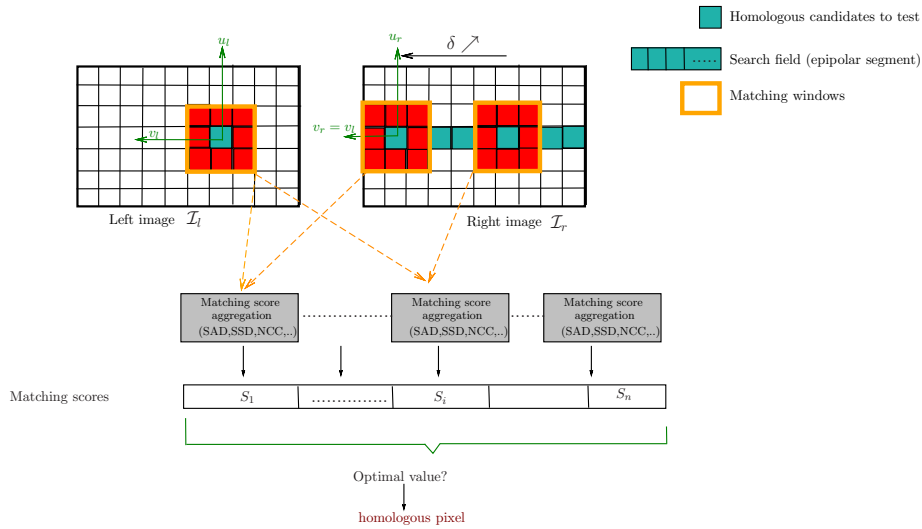 Homologous candidates to test
..... Search field (epipolar segment)
Matching windows
u_l
u_r
δ ↗
v_l
v_r = v_l
Left image I_l
Right image I_r
Matching score
aggregation
(SAD,SSD,NCC,..)
Matching score
aggregation
(SAD,SSD,NCC,..)
Matching score
aggregation
(SAD,SSD,NCC,..)
Matching scores
S_1 ............... S_i S_n
Optimal value?
homologous pixel